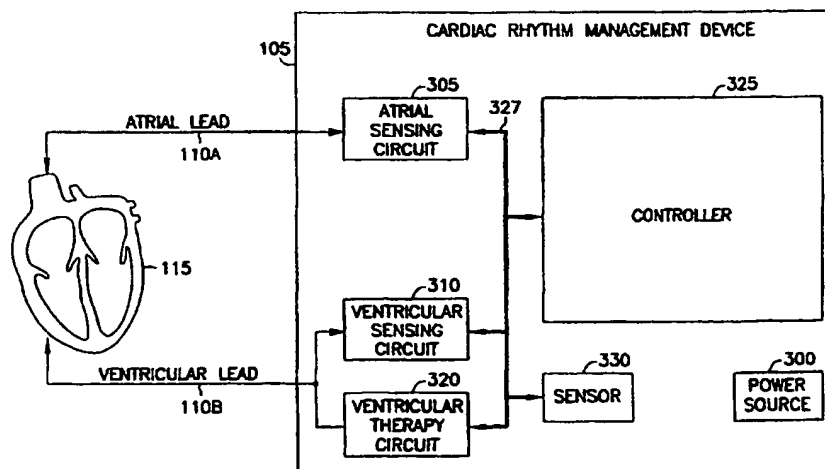 CARDIAC RHYTHM MANAGEMENT DEVICE
105
305
ATRIAL
SENSING
CIRCUIT
327
325
CONTROLLER
ATRIAL LEAD
110A
115
310
VENTRICULAR
SENSING
CIRCUIT
VENTRICULAR LEAD
110B
320
VENTRICULAR
THERAPY
CIRCUIT
330
SENSOR
300
POWER
SOURCE